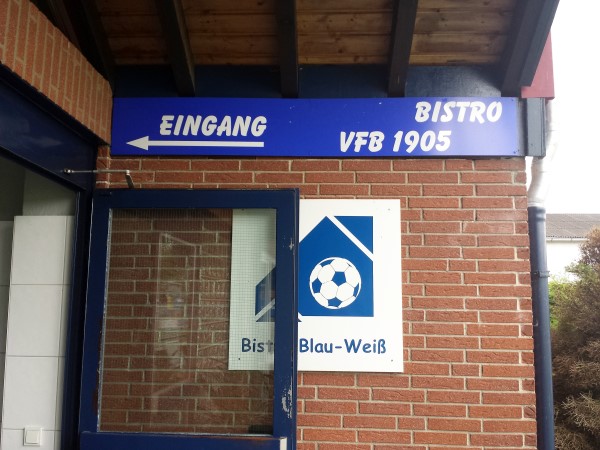 EINGANG
BISTRO
VFB 1905
Bistro Blau-Weiß